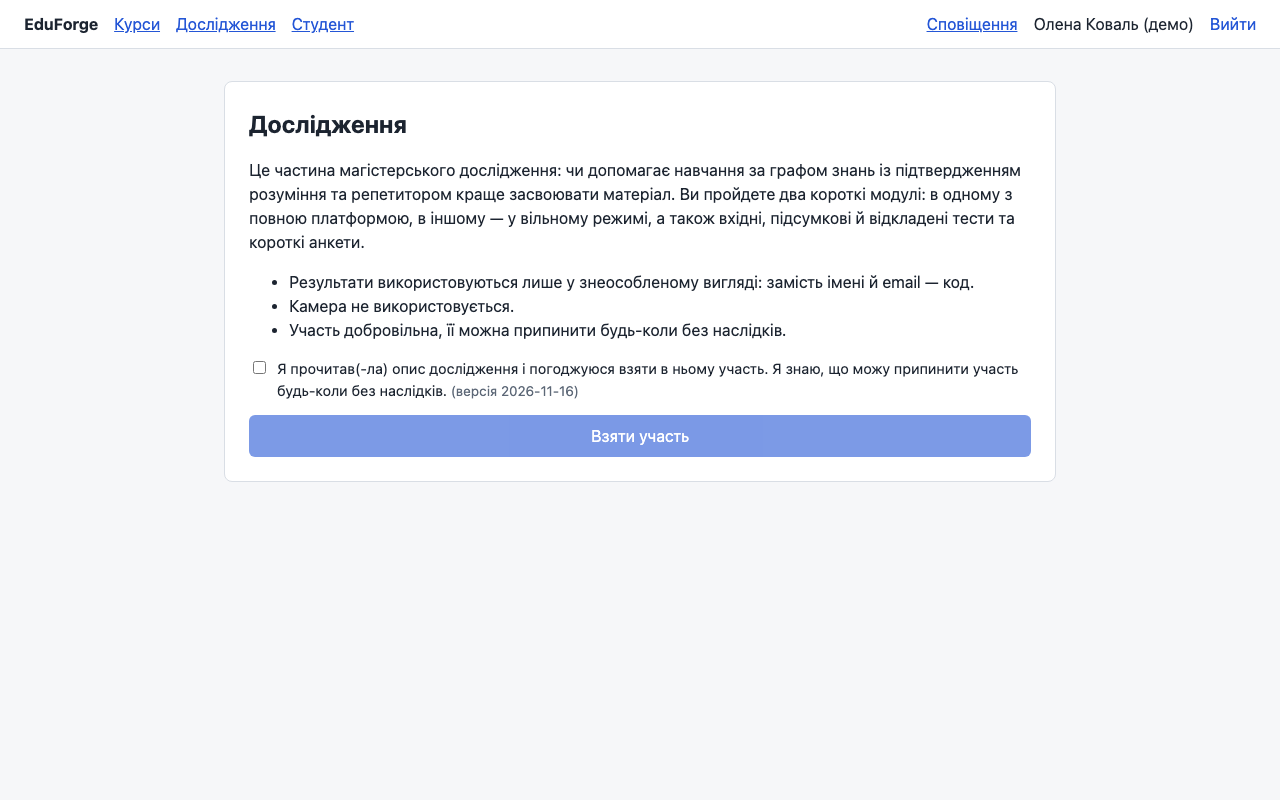 EduForge Курси Дослідження Студент Сповіщення Олена Коваль (демо) Вийти
Дослідження
Це частина магістерського дослідження: чи допомагає навчання за графом знань із підтвердженням
розуміння та репетитором краще засвоювати матеріал. Ви пройдете два короткі модулі: в одному з
повною платформою, в іншому — у вільному режимі, а також вхідні, підсумкові й відкладені тести та
короткі анкети.
• Результати використовуються лише у знеособленому вигляді: замість імені й email — код.
• Камера не використовується.
• Участь добровільна, її можна припинити будь-коли без наслідків.
Я прочитав(-ла) опис дослідження і погоджуюся взяти в ньому участь. Я знаю, що можу припинити участь
будь-коли без наслідків. (версія 2026-11-16)
Взяти участь